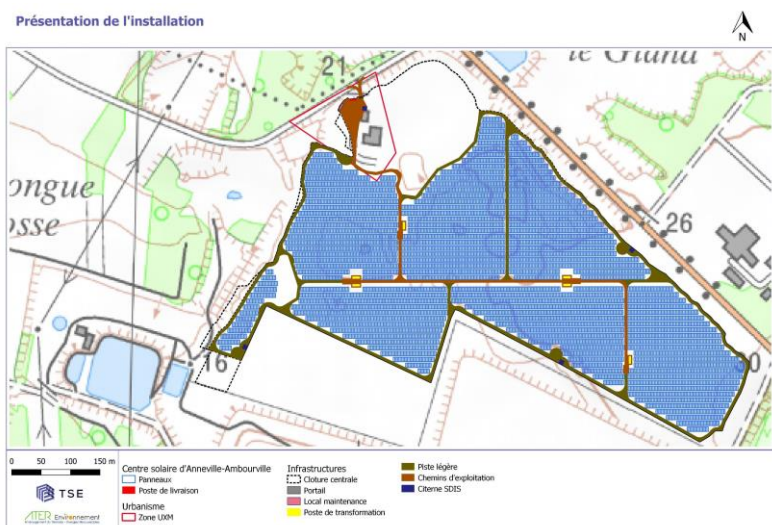 Présentation de l'installation
N
21
le Gland
ongue
osse
26
16
30
0 50 100 150 m
TSE
ATER Environnement
Centre solaire d'Anneville-Ambourville
Panneaux
Poste de livraison
Urbanisme
Zone UXM
Infrastructures
Cloture centrale
Portail
Local maintenance
Poste de transformation
Piste légère
Chemins d'exploitation
Citerne SDIS